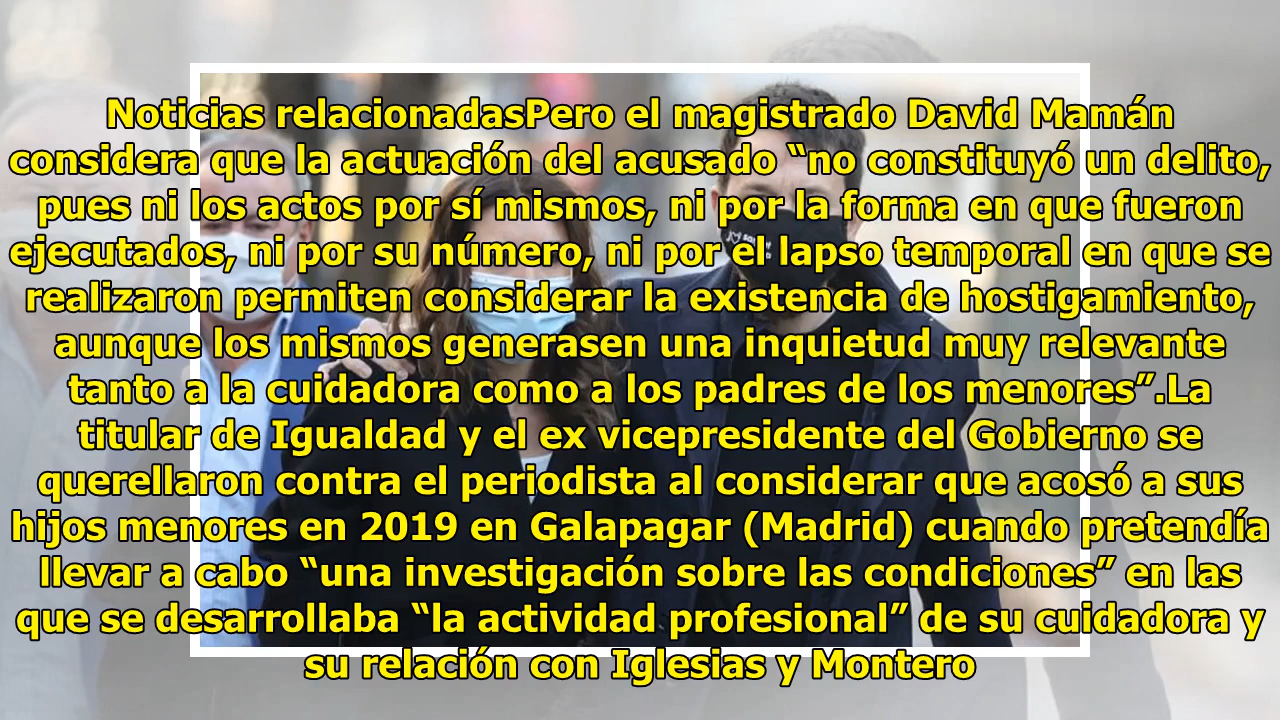 Noticias relacionadasPero el magistrado David Mamán
considera que la actuación del acusado “no constituyó un delito,
pues ni los actos por sí mismos, ni por la forma en que fueron
ejecutados, ni por su número, ni por el lapso temporal en que se
realizaron permiten considerar la existencia de hostigamiento,
aunque los mismos generasen una inquietud muy relevante
tanto a la cuidadora como a los padres de los menores”.La
titular de Igualdad y el ex vicepresidente del Gobierno se
querellaron contra el periodista al considerar que acosó a sus
hijos menores en 2019 en Galapagar (Madrid) cuando pretendía
llevar a cabo “una investigación sobre las condiciones” en las
que se desarrollaba “la actividad profesional” de su cuidadora y
su relación con Iglesias y Montero